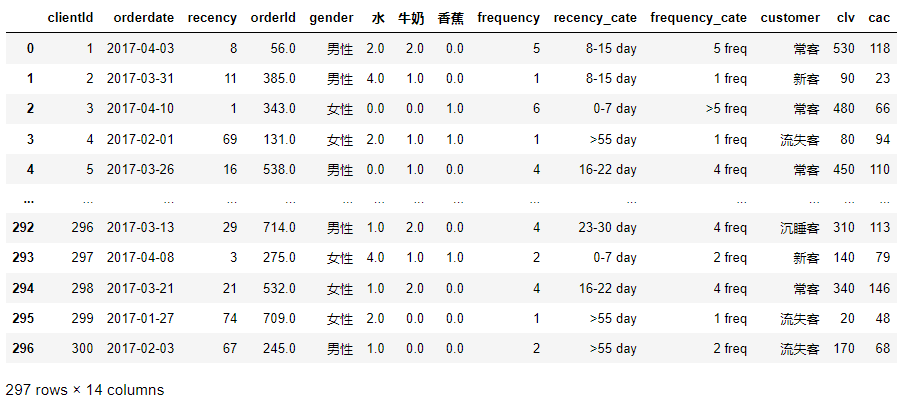 clientId orderdate recency orderId gender 水 牛奶 香蕉 frequency recency_cate frequency_cate customer clv cac
0 1 2017-04-03 8 56.0 男性 2.0 2.0 0.0 5 8-15 day 5 freq 常客 530 118
1 2 2017-03-31 11 385.0 男性 4.0 1.0 0.0 1 8-15 day 1 freq 新客 90 23
2 3 2017-04-10 1 343.0 女性 0.0 0.0 1.0 6 0-7 day >5 freq 常客 480 66
3 4 2017-02-01 69 131.0 女性 2.0 1.0 1.0 1 >55 day 1 freq 流失客 80 94
4 5 2017-03-26 16 538.0 男性 0.0 1.0 0.0 4 16-22 day 4 freq 常客 450 110
... ... ... ... ... ... ... ... ... ... ... ... ... ... ...
292 296 2017-03-13 29 714.0 男性 1.0 2.0 0.0 4 23-30 day 4 freq 沉睡客 310 113
293 297 2017-04-08 3 275.0 女性 4.0 1.0 1.0 2 0-7 day 2 freq 新客 140 79
294 298 2017-03-21 21 532.0 女性 1.0 2.0 0.0 4 16-22 day 4 freq 常客 340 146
295 299 2017-01-27 74 709.0 女性 2.0 0.0 0.0 1 >55 day 1 freq 流失客 20 48
296 300 2017-02-03 67 245.0 男性 1.0 0.0 0.0 2 >55 day 2 freq 流失客 170 68
297 rows × 14 columns